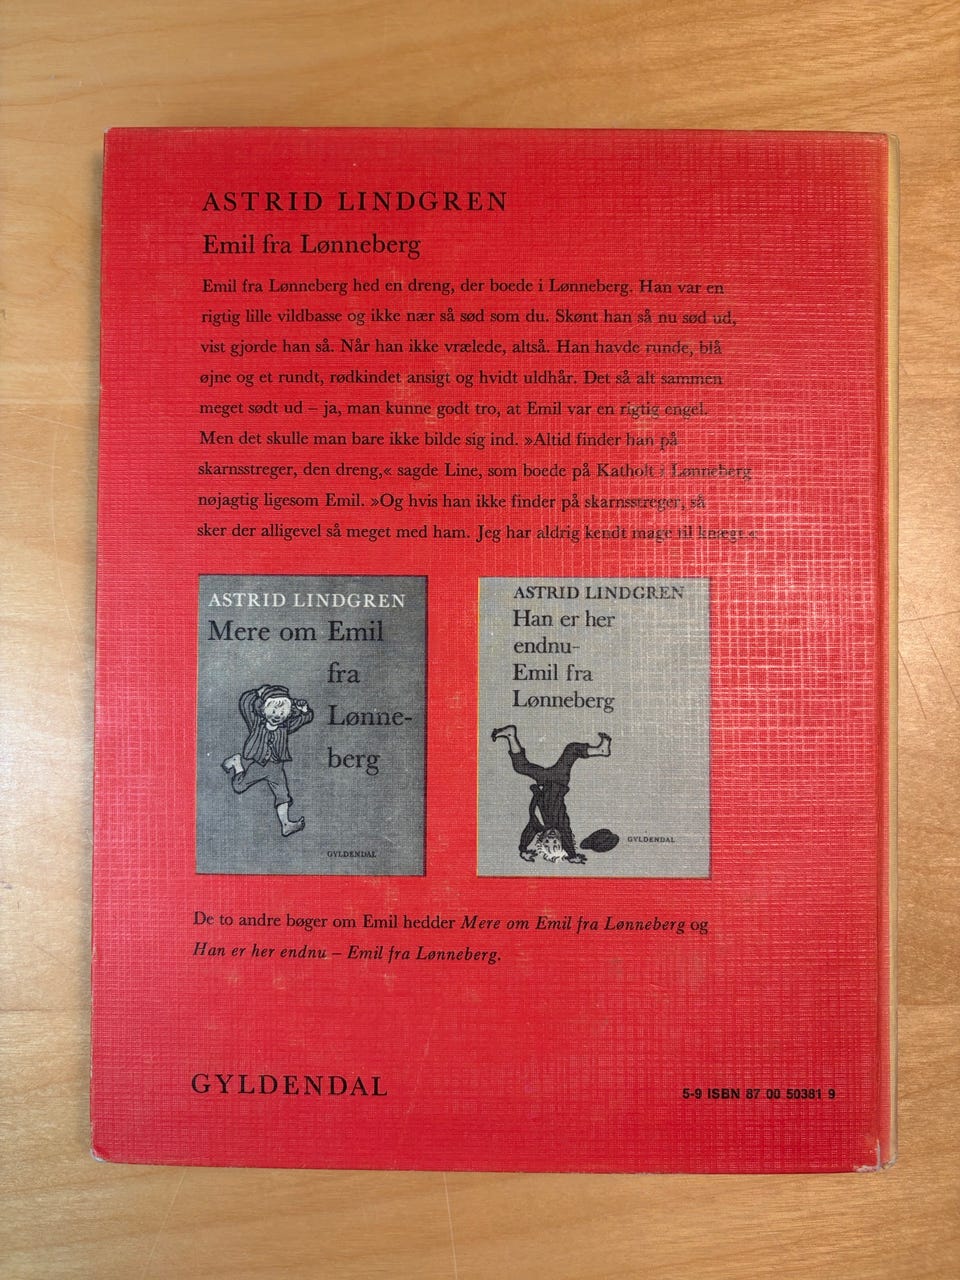 ASTRID LINDGREN
Emil fra Lønneberg
Emil fra Lønneberg hed en dreng, der boede i Lønneberg. Han var en
rigtig lille vildbasse og ikke nær så sød som du. Skønt han så nu sød ud,
vist gjorde han så. Når han ikke vrælede, altså. Han havde runde, blå
øjne og et rundt, rødkindet ansigt og hvidt uldhår. Det så alt sammen
meget sødt ud – ja, man kunne godt tro, at Emil var en rigtig engel.
Men det skulle man bare ikke bilde sig ind. »Altid finder han på
skarnsstreger, den dreng,« sagde Line, som boede på Katholt i Lønneberg
nøjagtig ligesom Emil. »Og hvis han ikke finder på skarnsstreger, så
sker der alligevel så meget med ham. Jeg har aldrig kendt mage til knægt.«
ASTRID LINDGREN
Mere om Emil
fra
Lønne-
berg
GYLDENDAL
ASTRID LINDGREN
Han er her
endnu–
Emil fra
Lønneberg
GYLDENDAL
De to andre bøger om Emil hedder Mere om Emil fra Lønneberg og
Han er her endnu – Emil fra Lønneberg.
GYLDENDAL
5-9 ISBN 87 00 50381 9